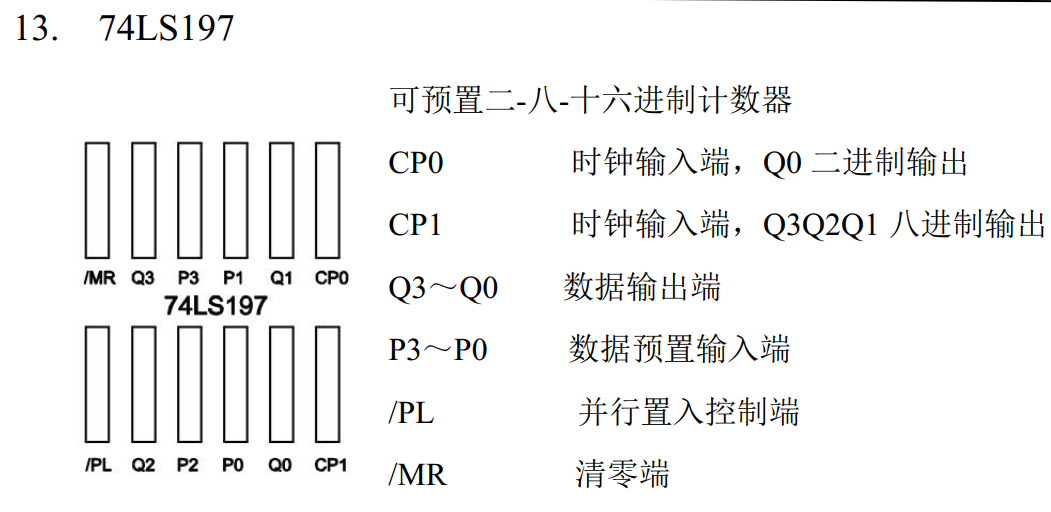 13. 74LS197
可预置二-八-十六进制计数器
CP0 时钟输入端，Q0 二进制输出
CP1 时钟输入端，Q3Q2Q1 八进制输出
Q3～Q0 数据输出端
P3～P0 数据预置输入端
/PL 并行置入控制端
/MR 清零端
/MR Q3 P3 P1 Q1 CP0
74LS197
/PL Q2 P2 P0 Q0 CP1